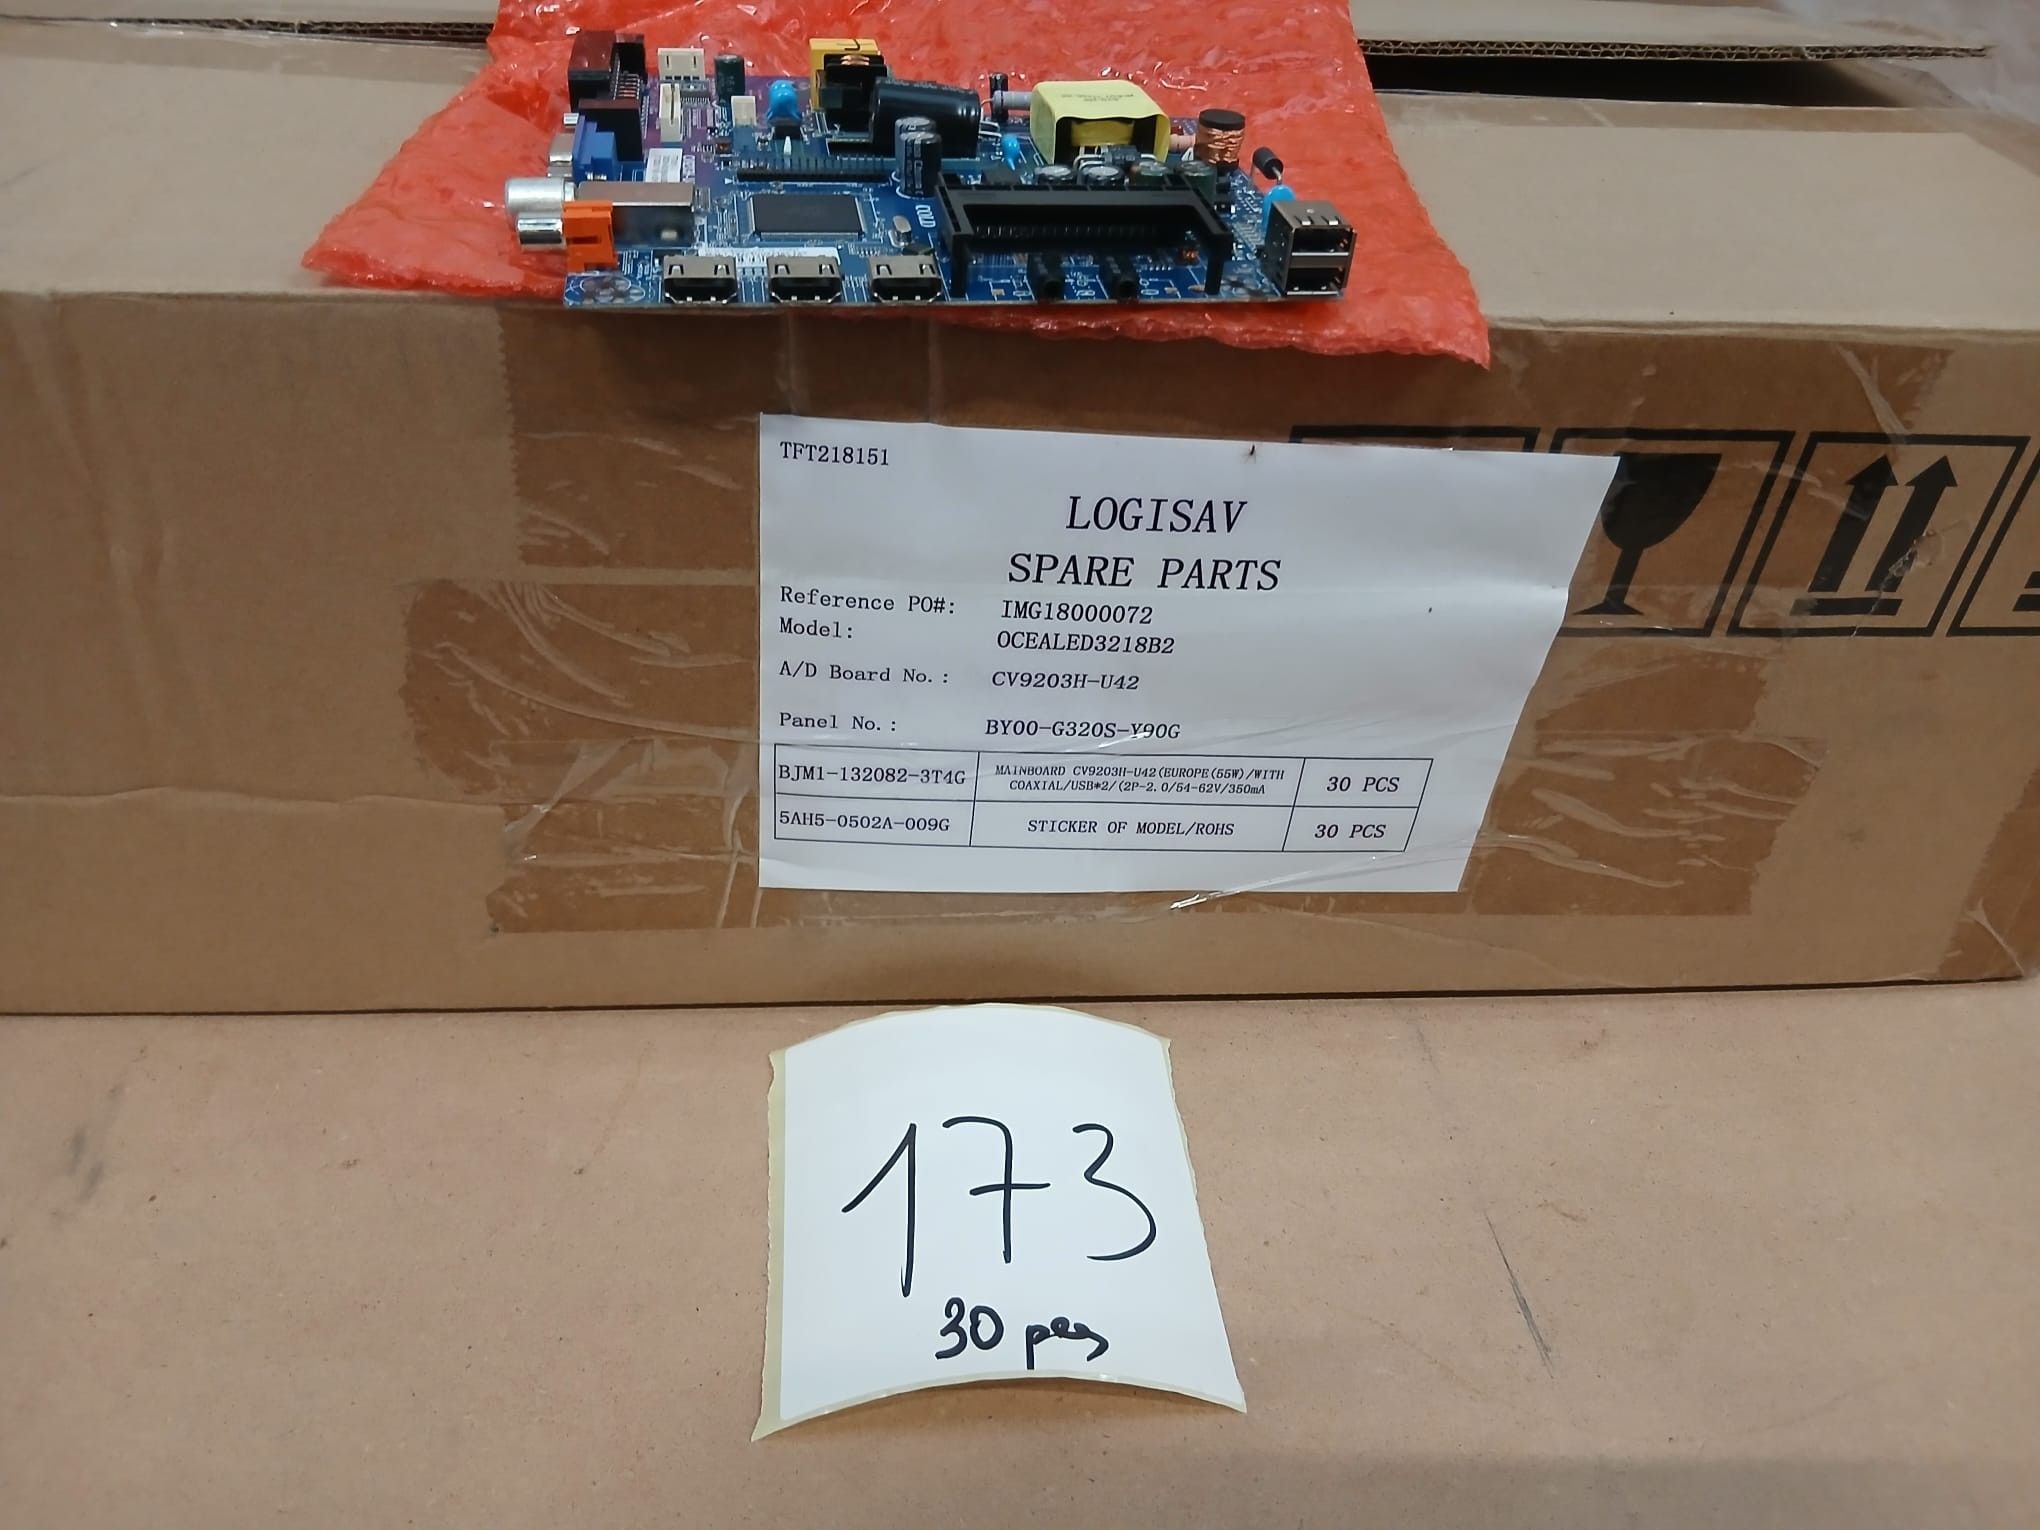 COLD
TFT218151
LOGISAV
SPARE PARTS
Reference PO#: IMG18000072
Model: OCEALED3218B2
A/D Board No.: CV9203H-U42
Panel No.: BY00-G320S-Y90G
BJM1-132082-3T4G MAINBOARD CV9203H-U42(EUROPE(55W)/WITH COAXIAL/USB*2/(2P-2.0/54-62V/350mA 30 PCS
5AH5-0502A-009G STICKER OF MODEL/ROHS 30 PCS
173
30 pcs